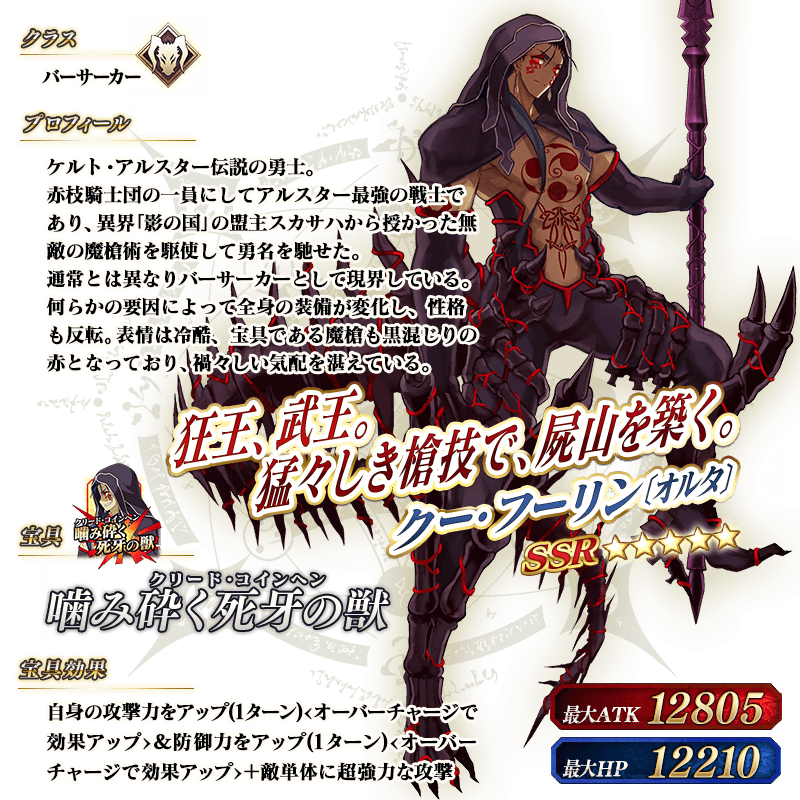 クラス
バーサーカー
プロフィール
ケルト・アルスター伝説の勇士。
赤枝騎士団の一員にしてアルスター最強の戦士で
あり、異界「影の国」の盟主スカサハから授かった無
敵の魔槍術を駆使して勇名を馳せた。
通常とは異なりバーサーカーとして現界している。
何らかの要因によって全身の装備が変化し、性格
も反転。表情は冷酷、宝具である魔槍も黒混じりの
赤となっており、禍々しい気配を湛えている。
狂王、武王。
猛々しき槍技で、屍山を築く。
クー・フーリン〔オルタ〕
SSR
宝具
クリード・コインヘン
噛み砕く
死牙の獣
クリード・コインヘン
噛み砕く死牙の獣
宝具効果
自身の攻撃力をアップ(1ターン)<オーバーチャージで
効果アップ>&防御力をアップ(1ターン)<オーバー
チャージで効果アップ>+敵単体に超強力な攻撃
最大ATK 12805
最大HP 12210